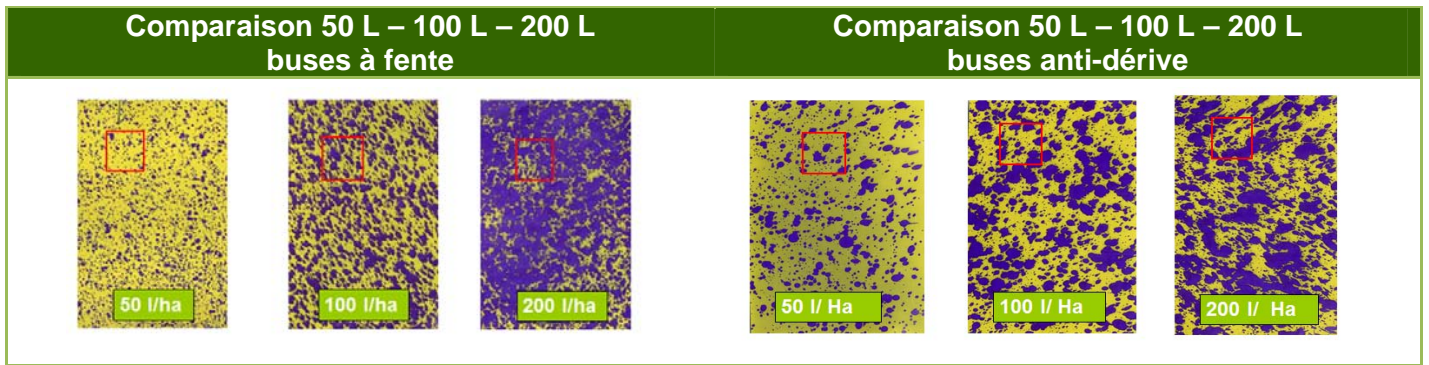 Comparaison 50 L – 100 L – 200 L
buses à fente
Comparaison 50 L – 100 L – 200 L
buses anti-dérive
50 l/ha
100 l/ha
200 l/ha
50 l/ Ha
100 l/ Ha
200 l/ Ha